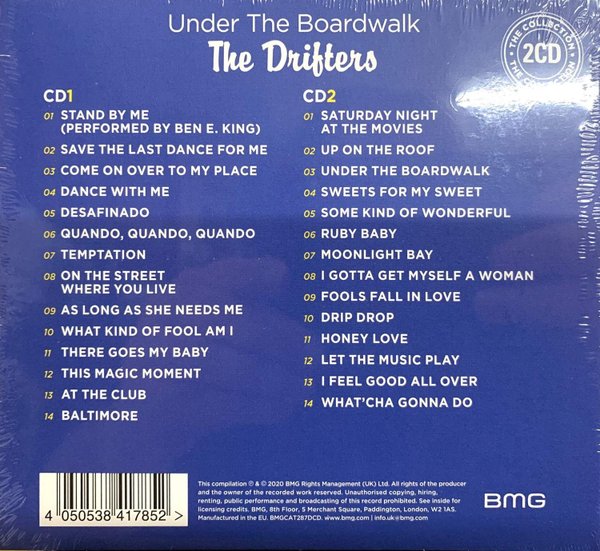 Under The Boardwalk
The Drifters
THE COLLECTION
2CD
CD1
01 STAND BY ME
(PERFORMED BY BEN E. KING)
02 SAVE THE LAST DANCE FOR ME
03 COME ON OVER TO MY PLACE
04 DANCE WITH ME
05 DESAFINADO
06 QUANDO, QUANDO, QUANDO
07 TEMPTATION
08 ON THE STREET
WHERE YOU LIVE
09 AS LONG AS SHE NEEDS ME
10 WHAT KIND OF FOOL AM I
11 THERE GOES MY BABY
12 THIS MAGIC MOMENT
13 AT THE CLUB
14 BALTIMORE
CD2
01 SATURDAY NIGHT
AT THE MOVIES
02 UP ON THE ROOF
03 UNDER THE BOARDWALK
04 SWEETS FOR MY SWEET
05 SOME KIND OF WONDERFUL
06 RUBY BABY
07 MOONLIGHT BAY
08 I GOTTA GET MYSELF A WOMAN
09 FOOLS FALL IN LOVE
10 DRIP DROP
11 HONEY LOVE
12 LET THE MUSIC PLAY
13 I FEEL GOOD ALL OVER
14 WHAT'CHA GONNA DO
4 050538 417852 >
This compilation ℗ & © 2020 BMG Rights Management (UK) Ltd. All rights of the producer
and the owner of the recorded work reserved. Unauthorised copying, hiring,
renting, public performance and broadcasting of this record prohibited. See inside for
licensing credits. BMG, 8th Floor, 5 Merchant Square, Paddington, London, W2 1AS.
Manufactured in the EU. BMGCAT287DCD. www.bmg.com | info.uk@bmg.com
BMG